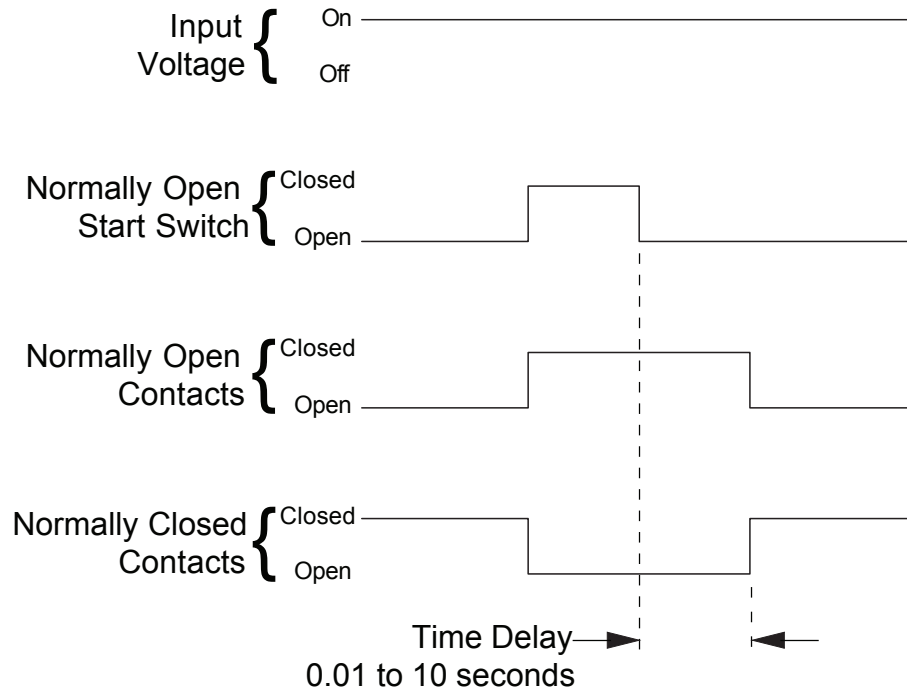 Input
Voltage
On
Off
Normally Open
Start Switch
Closed
Open
Normally Open
Contacts
Closed
Open
Normally Closed
Contacts
Closed
Open
Time Delay
0.01 to 10 seconds